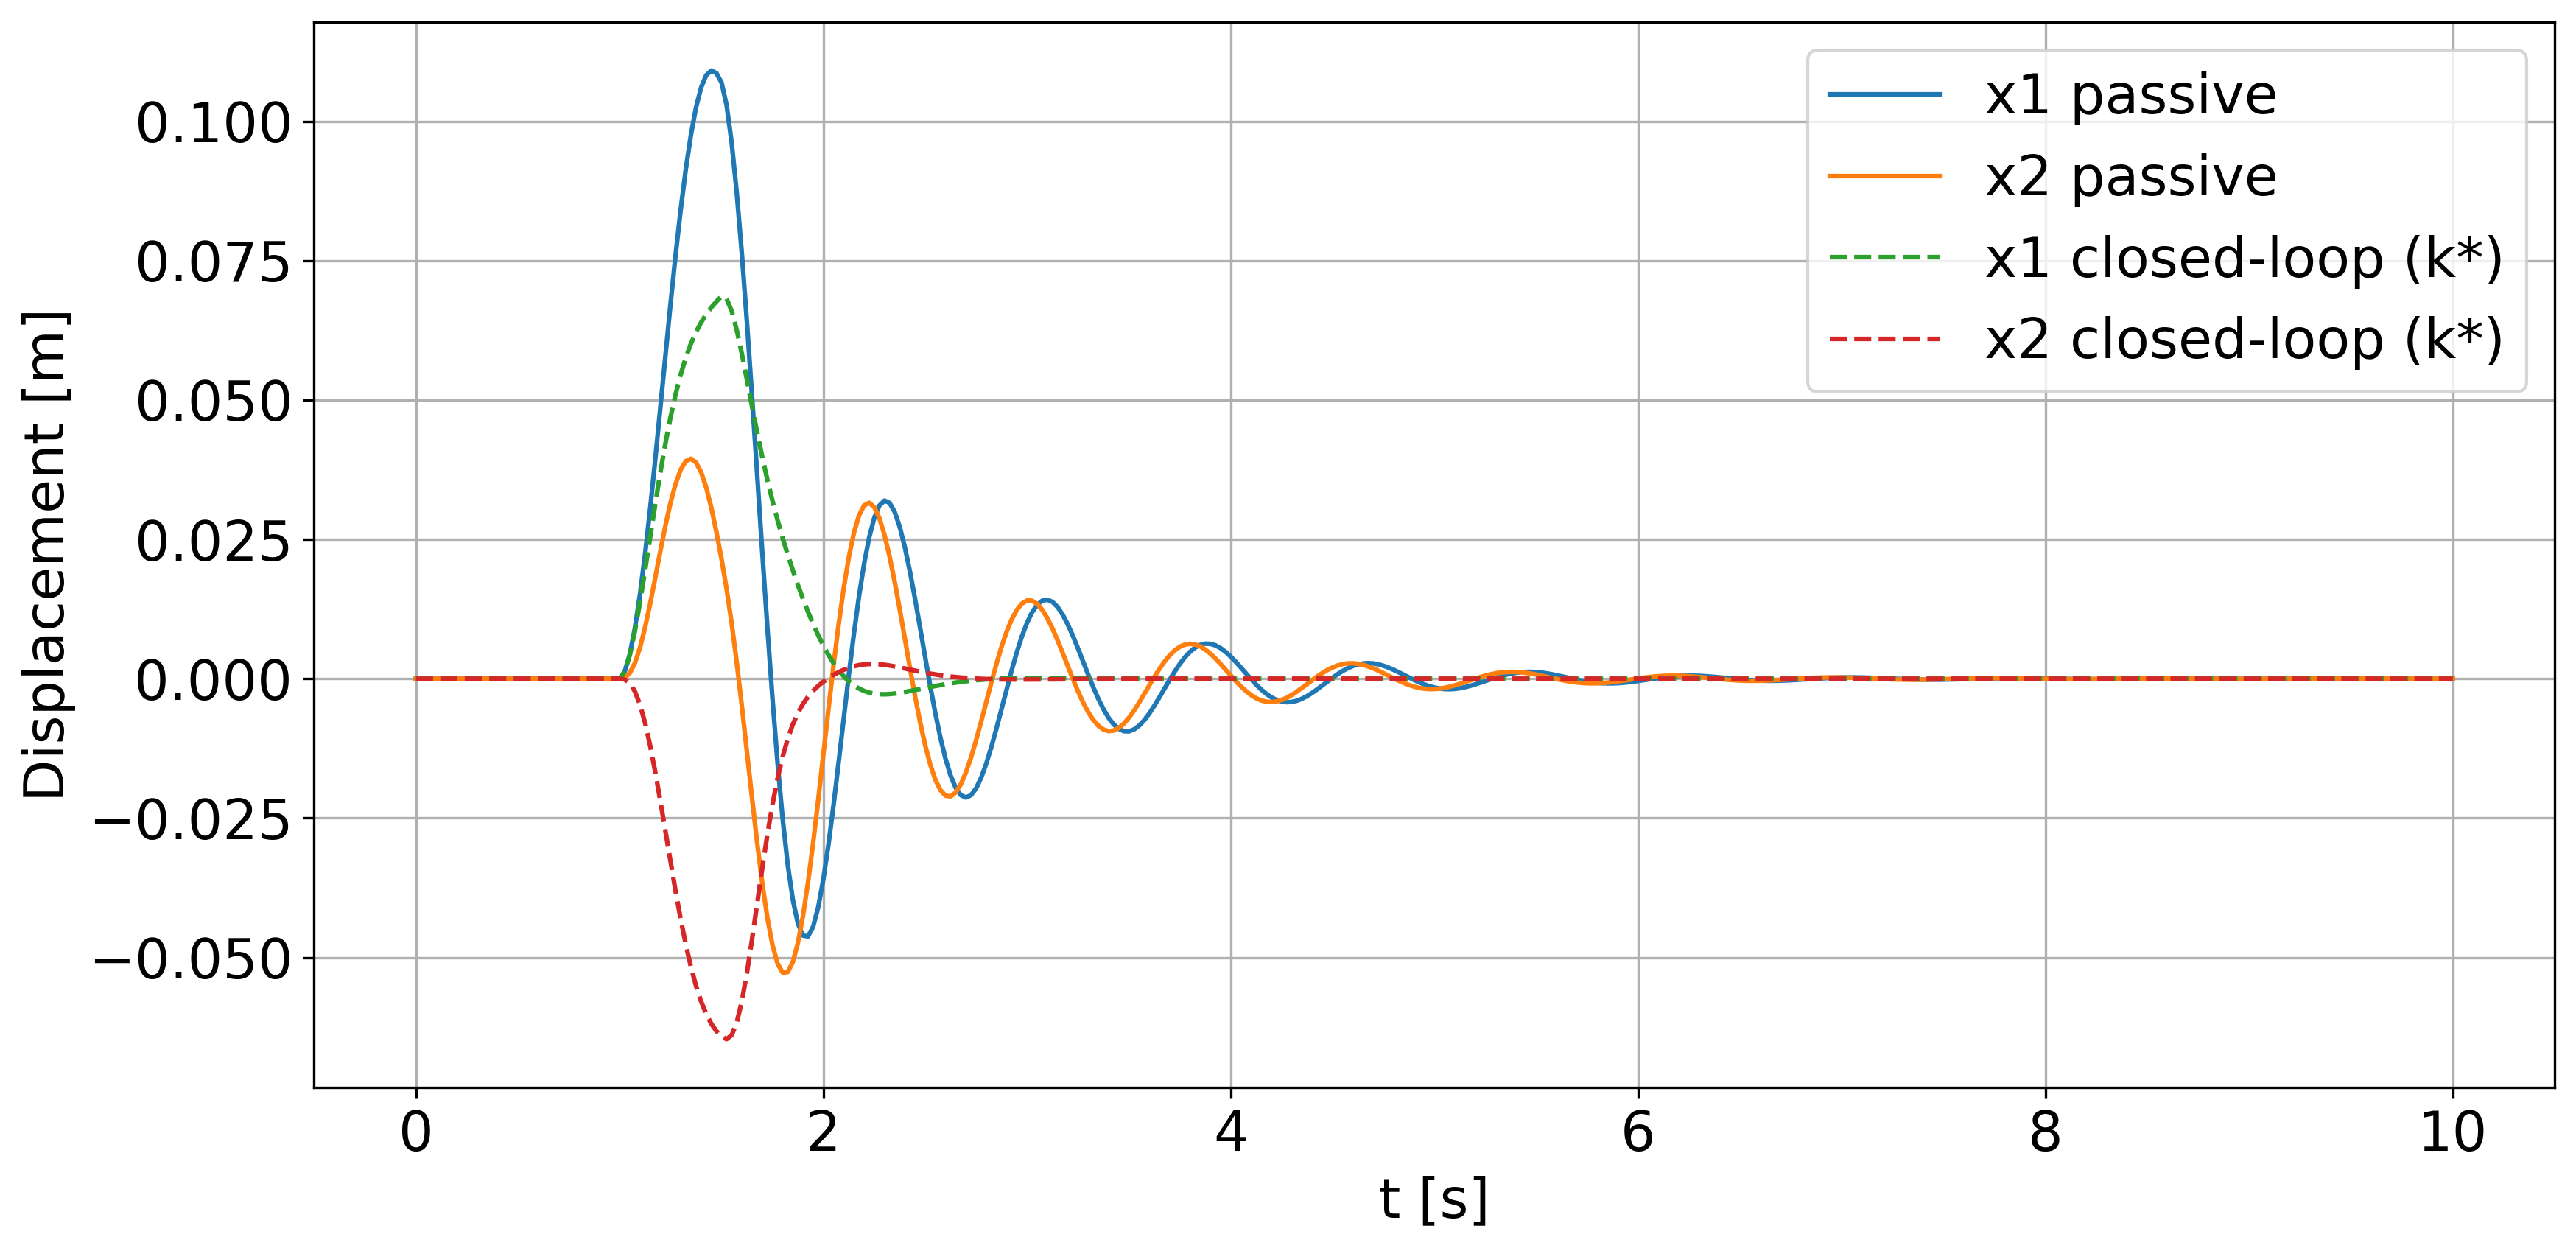 x1 passive
x2 passive
x1 closed-loop (k*)
x2 closed-loop (k*)
Displacement [m]
0.100
0.075
0.050
0.025
0.000
−0.025
−0.050
0 2 4 6 8 10
t [s]